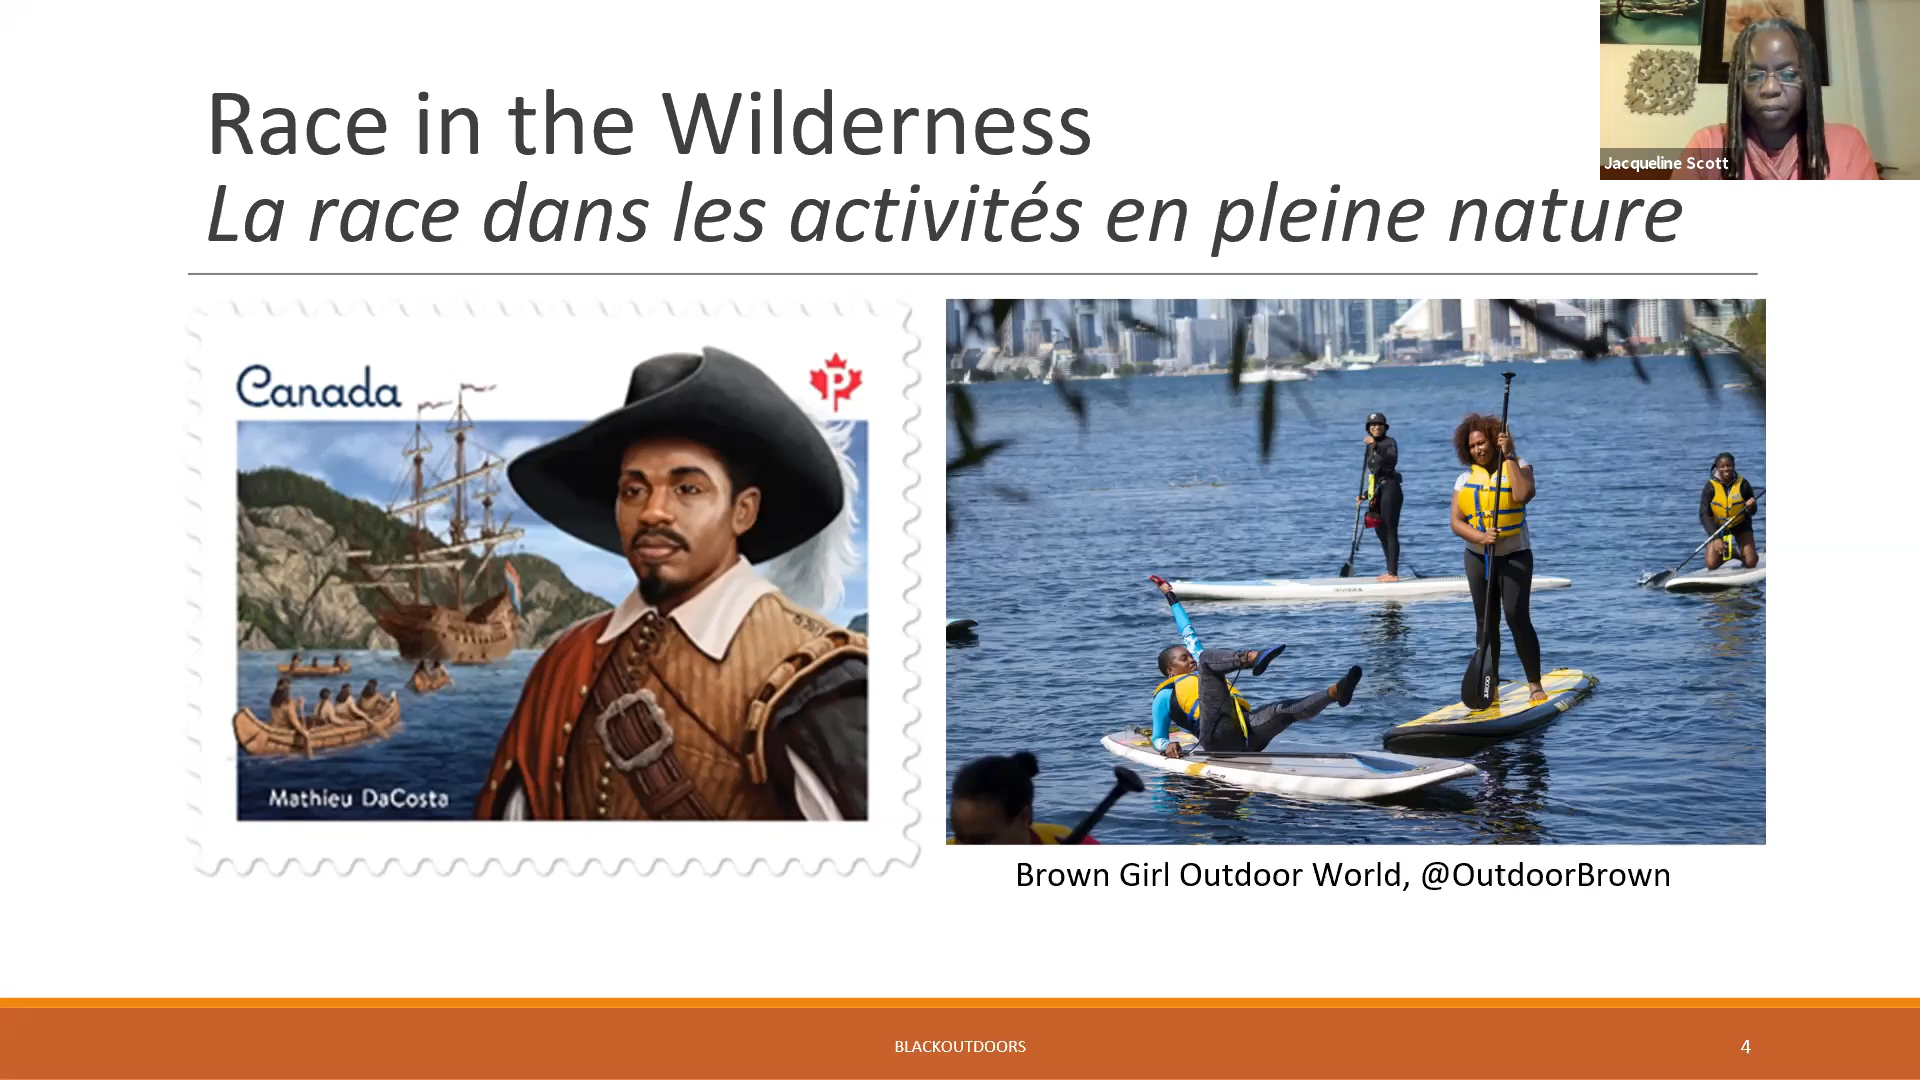 Race in the Wilderness
La race dans les activités en pleine nature
Jacqueline Scott
Canada
P
Mathieu DaCosta
Brown Girl Outdoor World, @OutdoorBrown
BLACKOUTDOORS
4